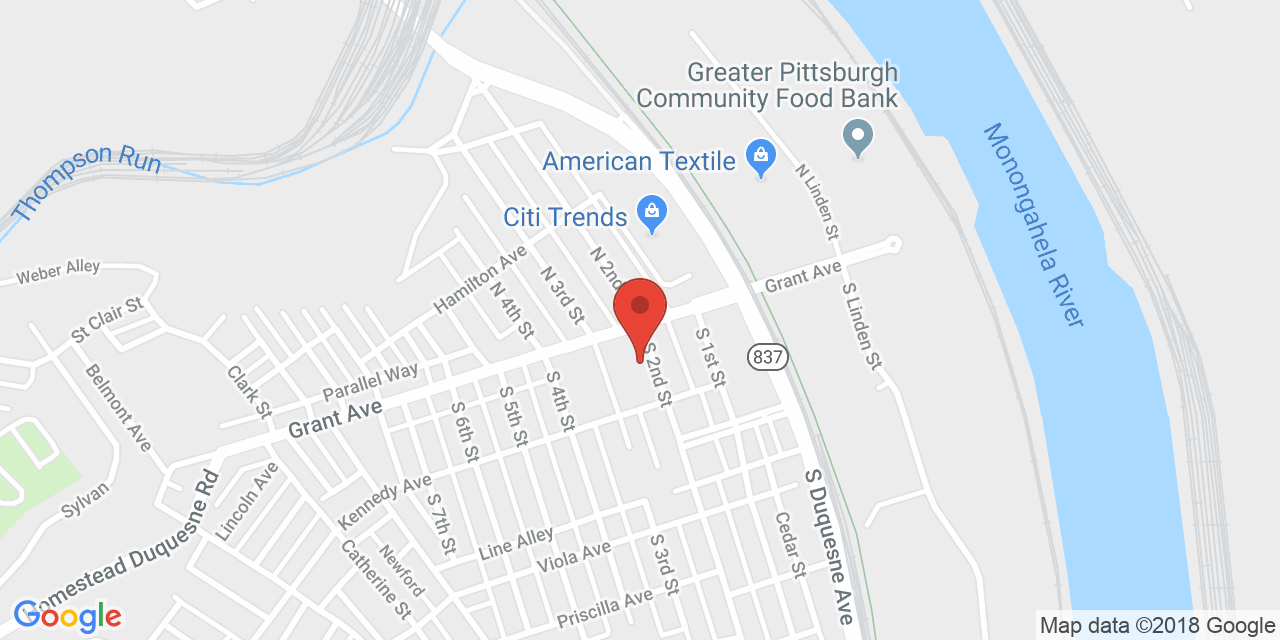 Greater Pittsburgh
Community Food Bank
American Textile
Citi Trends
Monongahela River
Thompson Run
N Linden St
Weber Alley
Hamilton Ave
N 2nd
Grant Ave
N 3rd St
N 4th St
St Clair St
S Linden St
S 1st St
837
S 2nd St
Parallel Way
Clark St
Belmont Ave
Grant Ave
S 4th St
S 5th St
S 6th St
Kennedy Ave
Lincoln Ave
Sylvan
S 7th St
S Duquesne Ave
Cedar St
Line Alley
Viola Ave
S 3rd St
Homestead Duquesne Rd
Newford
Catherine St
Priscilla Ave
Google
Map data ©2018 Google